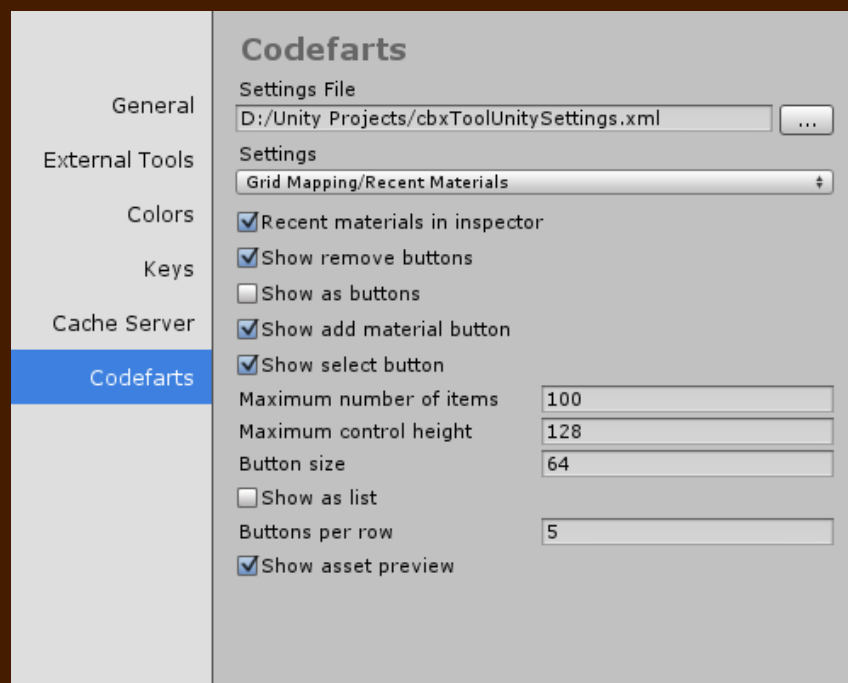 General
External Tools
Colors
Keys
Cache Server
Codefarts
Codefarts
Settings File
D:/Unity Projects/cbxToolUnitySettings.xml
...
Settings
Grid Mapping/Recent Materials
Recent materials in inspector
Show remove buttons
Show as buttons
Show add material button
Show select button
Maximum number of items 100
Maximum control height 128
Button size 64
Show as list
Buttons per row 5
Show asset preview